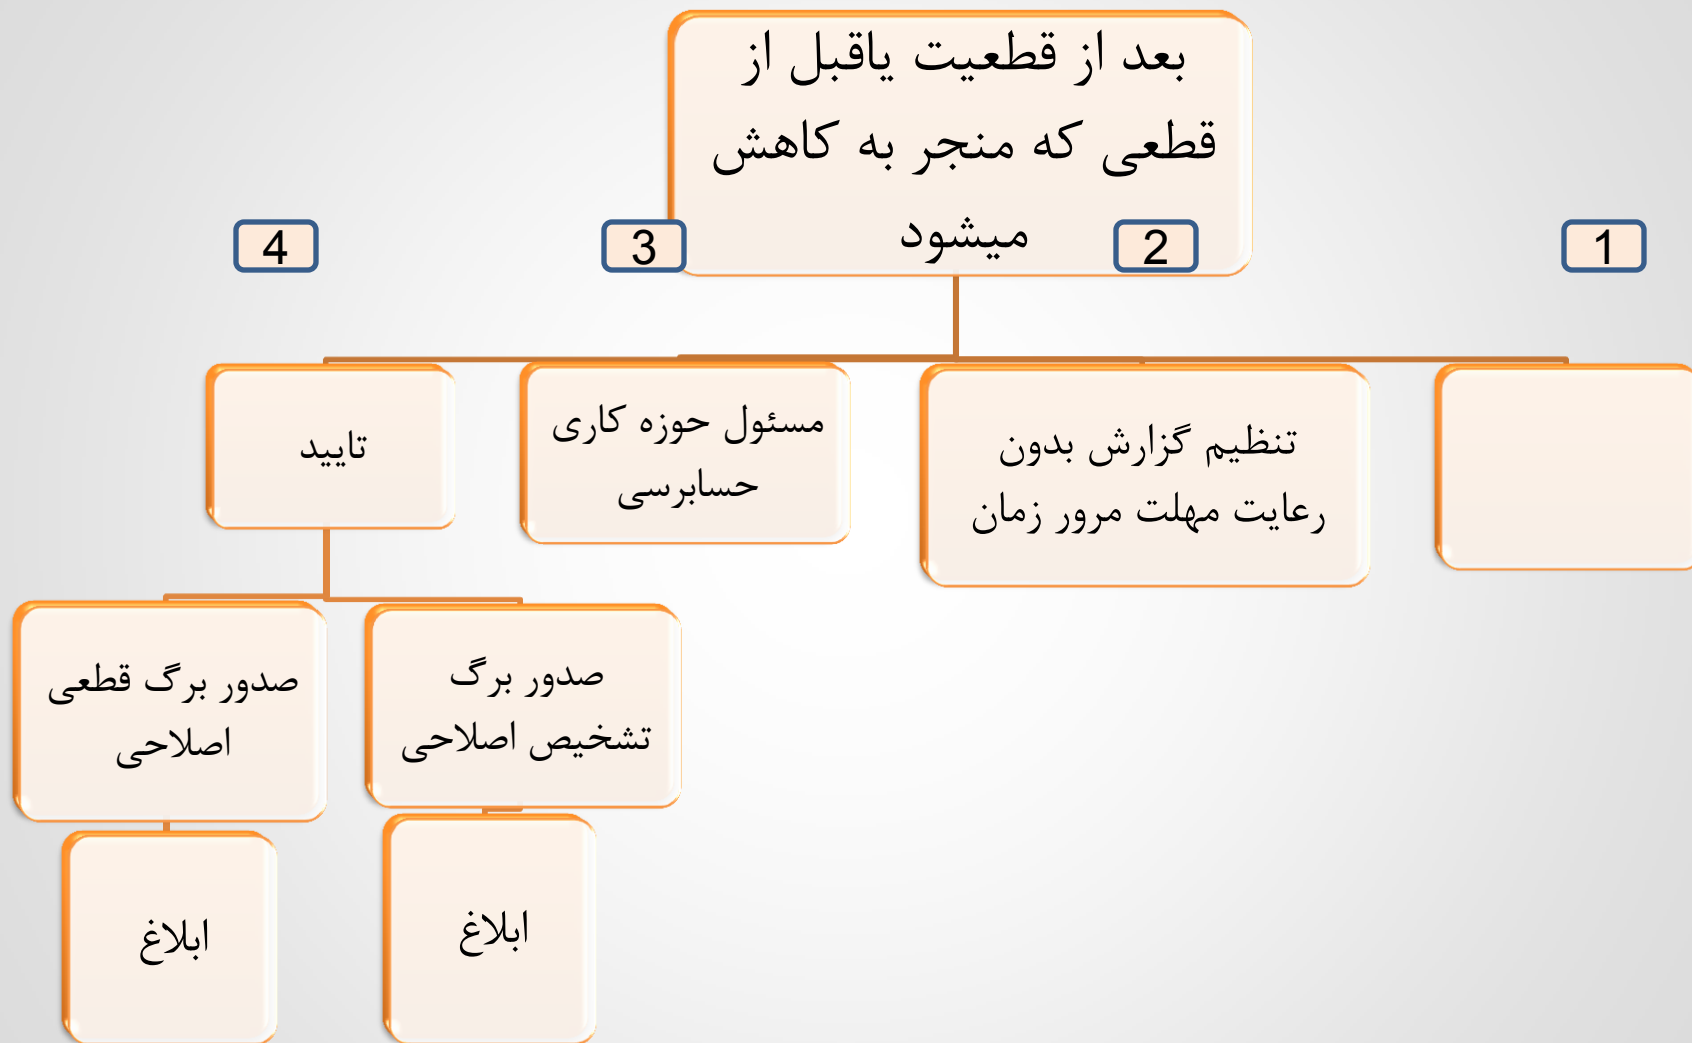 بعد از قطعیت یاقبل از
قطعی که منجر به کاهش
میشود
1
2
3
4
تنظیم گزارش بدون
رعایت مهلت مرور زمان
مسئول حوزه کاری
حسابرسی
تایید
صدور برگ
تشخیص اصلاحی
صدور برگ قطعی
اصلاحی
ابلاغ
ابلاغ